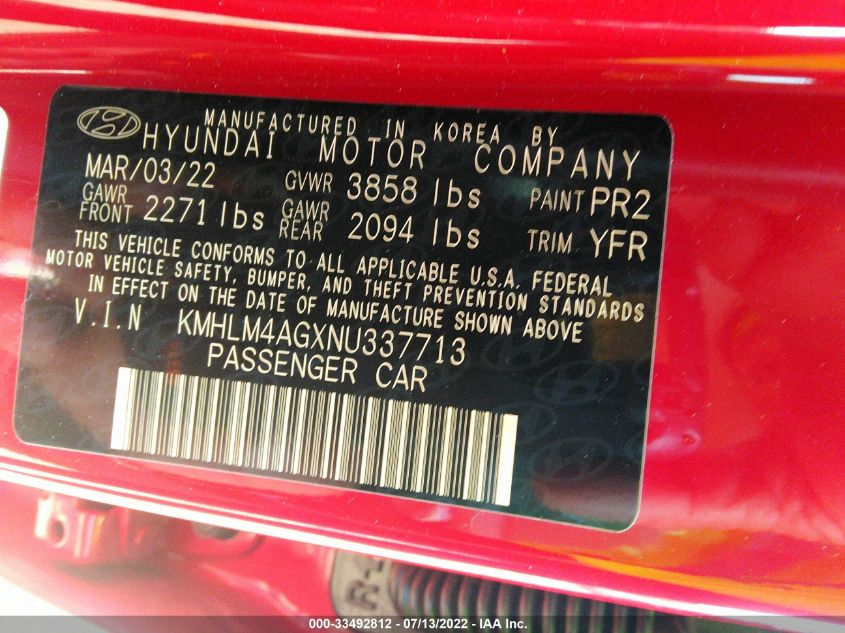 MANUFACTURED IN KOREA BY
HYUNDAI MOTOR COMPANY
MAR/03/22 GVWR 3858 lbs PAINT PR2
GAWR FRONT 2271 lbs GAWR REAR 2094 lbs TRIM YFR
THIS VEHICLE CONFORMS TO ALL APPLICABLE U.S.A. FEDERAL
MOTOR VEHICLE SAFETY, BUMPER, AND THEFT PREVENTION STANDARDS
IN EFFECT ON THE DATE OF MANUFACTURE SHOWN ABOVE
V.I.N KMHLM4AGXNU337713
PASSENGER CAR
000-33492812 - 07/13/2022 - CDN